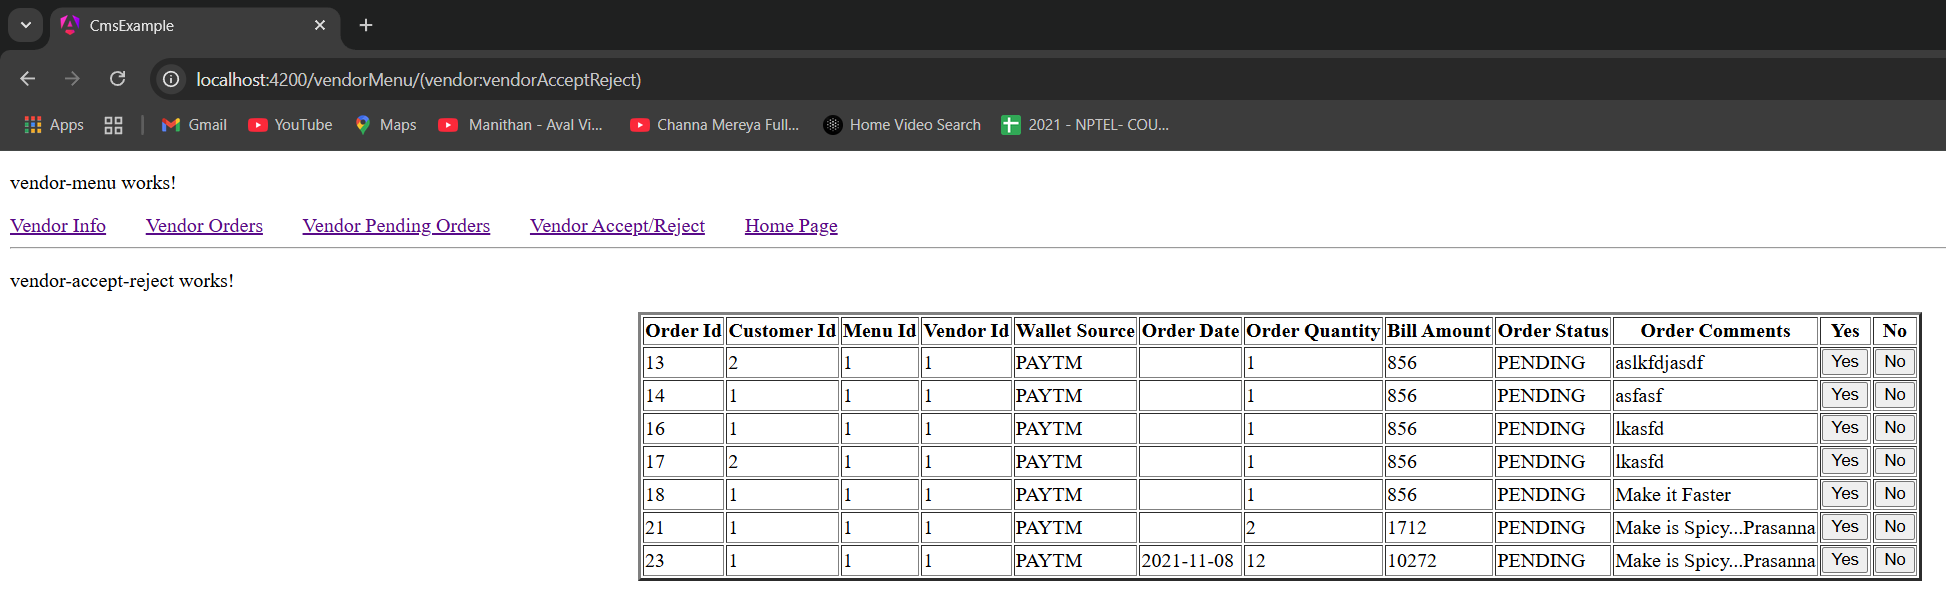 CmsExample
localhost:4200/vendorMenu/(vendor:vendorAcceptReject)
Apps Gmail YouTube Maps Manithan - Aval Vi... Channa Mereya Full... Home Video Search 2021 - NPTEL- COU...
vendor-menu works!
Vendor Info Vendor Orders Vendor Pending Orders Vendor Accept/Reject Home Page
vendor-accept-reject works!
Order Id Customer Id Menu Id Vendor Id Wallet Source Order Date Order Quantity Bill Amount Order Status Order Comments Yes No
13 2 1 1 PAYTM 1 856 PENDING aslkfdjasdf Yes No
14 1 1 1 PAYTM 1 856 PENDING asfasf Yes No
16 1 1 1 PAYTM 1 856 PENDING lkasfd Yes No
17 2 1 1 PAYTM 1 856 PENDING lkasfd Yes No
18 1 1 1 PAYTM 1 856 PENDING Make it Faster Yes No
21 1 1 1 PAYTM 2 1712 PENDING Make is Spicy...Prasanna Yes No
23 1 1 1 PAYTM 2021-11-08 12 10272 PENDING Make is Spicy...Prasanna Yes No